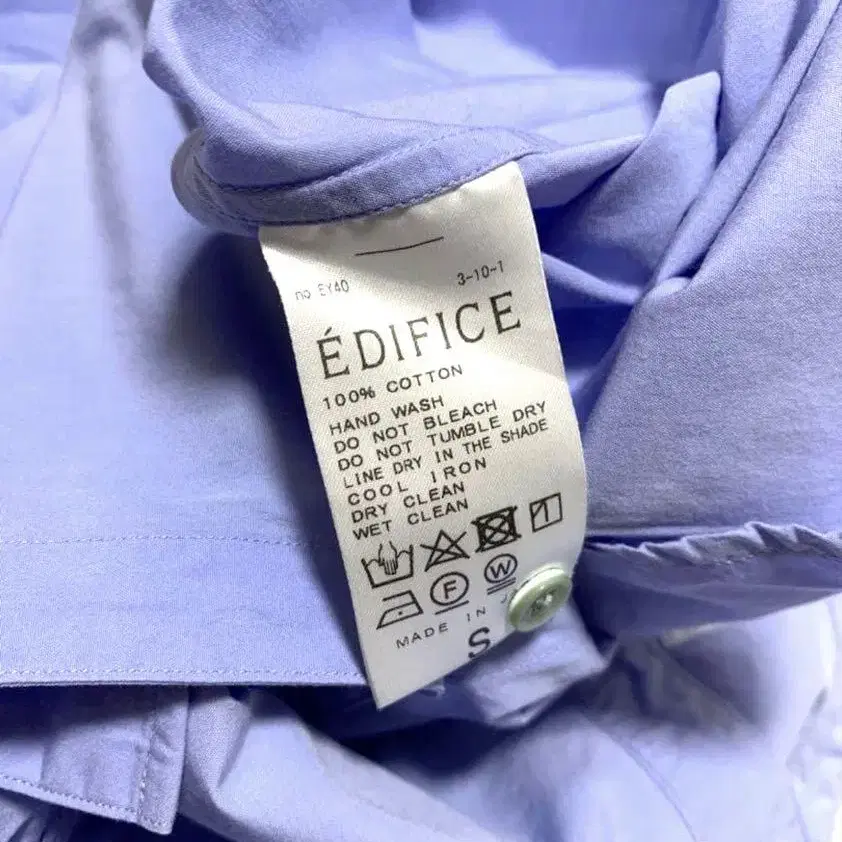 no EY40 3-10-1
ÉDIFICE
100% COTTON
HAND WASH
DO NOT BLEACH
DO NOT TUMBLE DRY
LINE DRY IN THE SHADE
COOL IRON
DRY CLEAN
WET CLEAN
F W
MADE IN
S